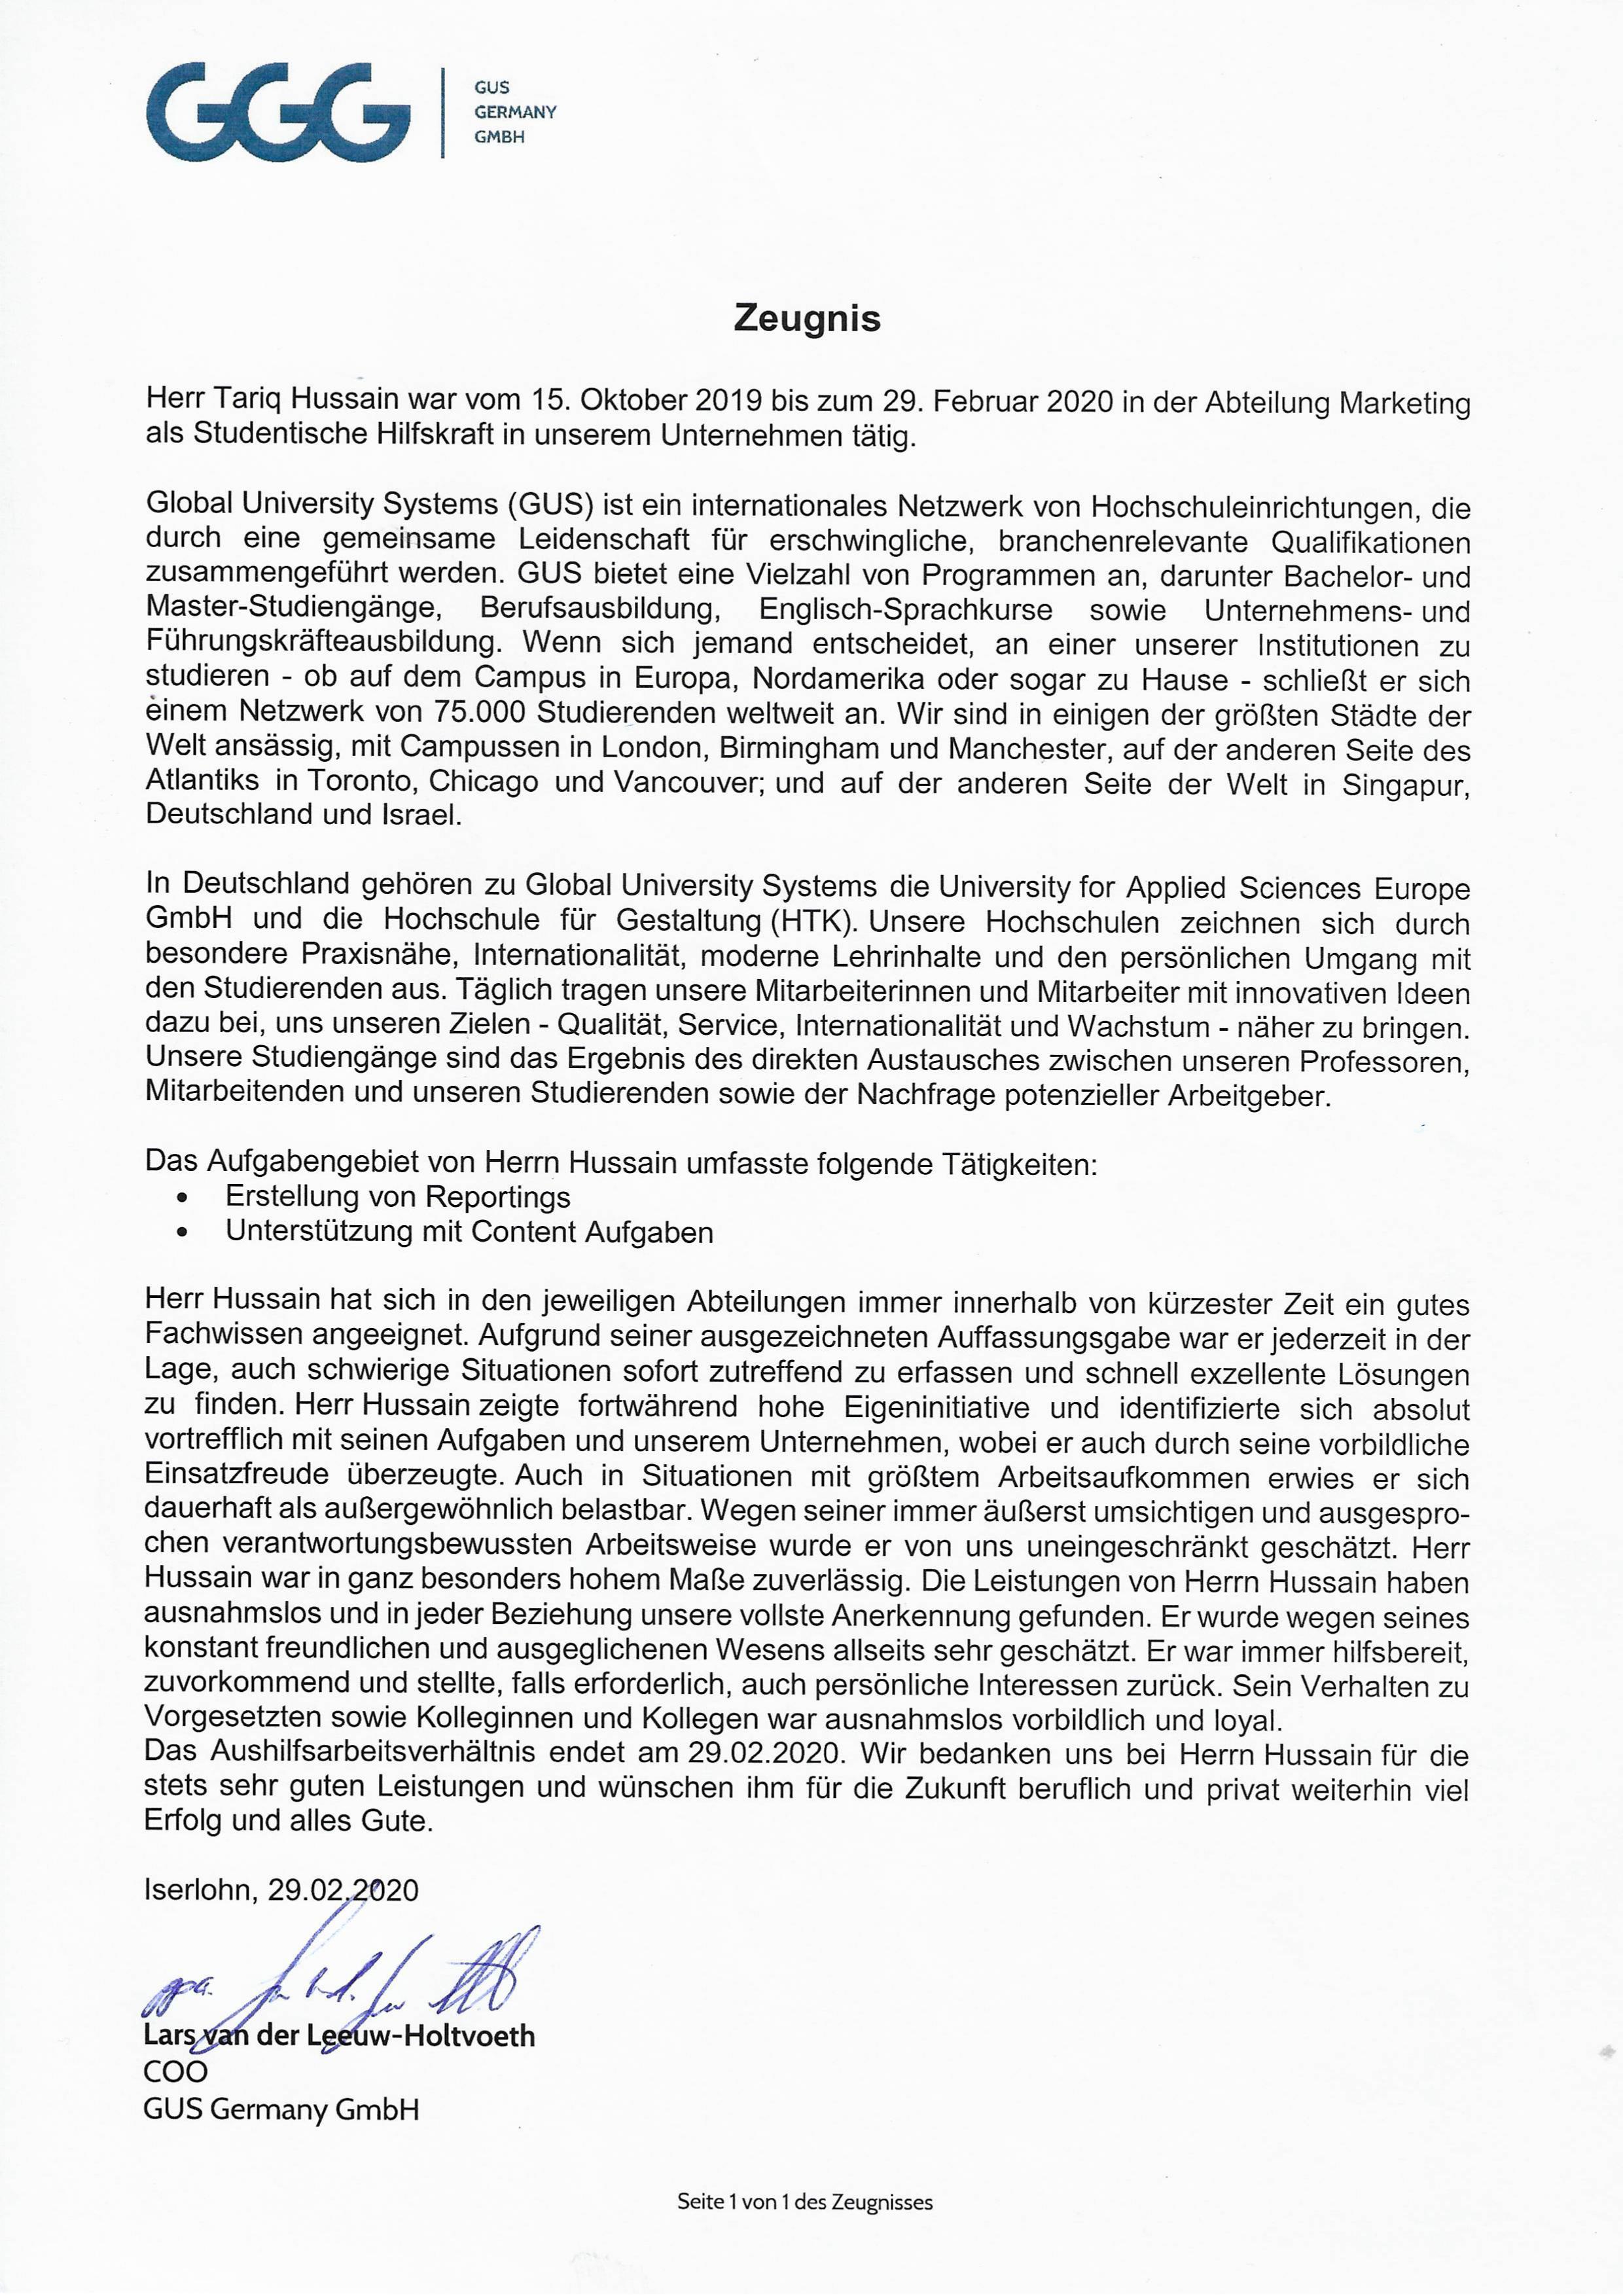 GGG
GUS
GERMANY
GMBH
Zeugnis
Herr Tariq Hussain war vom 15. Oktober 2019 bis zum 29. Februar 2020 in der Abteilung Marketing
als Studentische Hilfskraft in unserem Unternehmen tätig.
Global University Systems (GUS) ist ein internationales Netzwerk von Hochschuleinrichtungen, die
durch eine gemeinsame Leidenschaft für erschwingliche, branchenrelevante Qualifikationen
zusammengeführt werden. GUS bietet eine Vielzahl von Programmen an, darunter Bachelor- und
Master-Studiengänge, Berufsausbildung, Englisch-Sprachkurse sowie Unternehmens- und
Führungskräfteausbildung. Wenn sich jemand entscheidet, an einer unserer Institutionen zu
studieren - ob auf dem Campus in Europa, Nordamerika oder sogar zu Hause - schließt er sich
einem Netzwerk von 75.000 Studierenden weltweit an. Wir sind in einigen der größten Städte der
Welt ansässig, mit Campussen in London, Birmingham und Manchester, auf der anderen Seite des
Atlantiks in Toronto, Chicago und Vancouver; und auf der anderen Seite der Welt in Singapur,
Deutschland und Israel.
In Deutschland gehören zu Global University Systems die University for Applied Sciences Europe
GmbH und die Hochschule für Gestaltung (HTK). Unsere Hochschulen zeichnen sich durch
besondere Praxisnähe, Internationalität, moderne Lehrinhalte und den persönlichen Umgang mit
den Studierenden aus. Täglich tragen unsere Mitarbeiterinnen und Mitarbeiter mit innovativen Ideen
dazu bei, uns unseren Zielen - Qualität, Service, Internationalität und Wachstum - näher zu bringen.
Unsere Studiengänge sind das Ergebnis des direkten Austausches zwischen unseren Professoren,
Mitarbeitenden und unseren Studierenden sowie der Nachfrage potenzieller Arbeitgeber.
Das Aufgabengebiet von Herrn Hussain umfasste folgende Tätigkeiten:
• Erstellung von Reportings
• Unterstützung mit Content Aufgaben
Herr Hussain hat sich in den jeweiligen Abteilungen immer innerhalb von kürzester Zeit ein gutes
Fachwissen angeeignet. Aufgrund seiner ausgezeichneten Auffassungsgabe war er jederzeit in der
Lage, auch schwierige Situationen sofort zutreffend zu erfassen und schnell exzellente Lösungen
zu finden. Herr Hussain zeigte fortwährend hohe Eigeninitiative und identifizierte sich absolut
vortrefflich mit seinen Aufgaben und unserem Unternehmen, wobei er auch durch seine vorbildliche
Einsatzfreude überzeugte. Auch in Situationen mit größtem Arbeitsaufkommen erwies er sich
dauerhaft als außergewöhnlich belastbar. Wegen seiner immer äußerst umsichtigen und ausgespro-
chen verantwortungsbewussten Arbeitsweise wurde er von uns uneingeschränkt geschätzt. Herr
Hussain war in ganz besonders hohem Maße zuverlässig. Die Leistungen von Herrn Hussain haben
ausnahmslos und in jeder Beziehung unsere vollste Anerkennung gefunden. Er wurde wegen seines
konstant freundlichen und ausgeglichenen Wesens allseits sehr geschätzt. Er war immer hilfsbereit,
zuvorkommend und stellte, falls erforderlich, auch persönliche Interessen zurück. Sein Verhalten zu
Vorgesetzten sowie Kolleginnen und Kollegen war ausnahmslos vorbildlich und loyal.
Das Aushilfsarbeitsverhältnis endet am 29.02.2020. Wir bedanken uns bei Herrn Hussain für die
stets sehr guten Leistungen und wünschen ihm für die Zukunft beruflich und privat weiterhin viel
Erfolg und alles Gute.
Iserlohn, 29.02.2020
ppa.
Lars van der Leeuw-Holtvoeth
COO
GUS Germany GmbH
Seite 1 von 1 des Zeugnisses